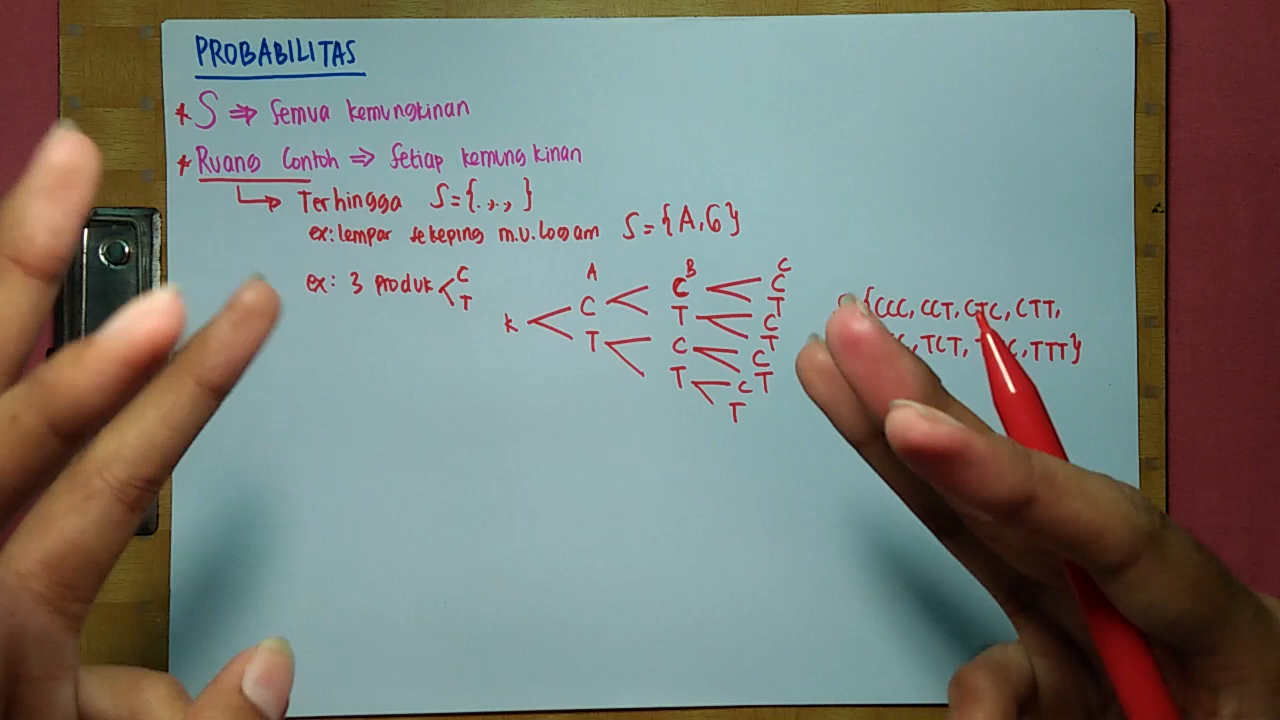 PROBABILITAS
* S ⇒ Semua kemungkinan
* Ruang Contoh ⇒ Setiap kemungkinan
↳ Terhingga S={.,.,}
ex: lempar sekeping m.u.logam S={A,G}
ex: 3 produk < C T
A B C
K C T
C T C T
C T C T C T C T
{CCC, CCT, CTC, CTT,
TCT, TTT}